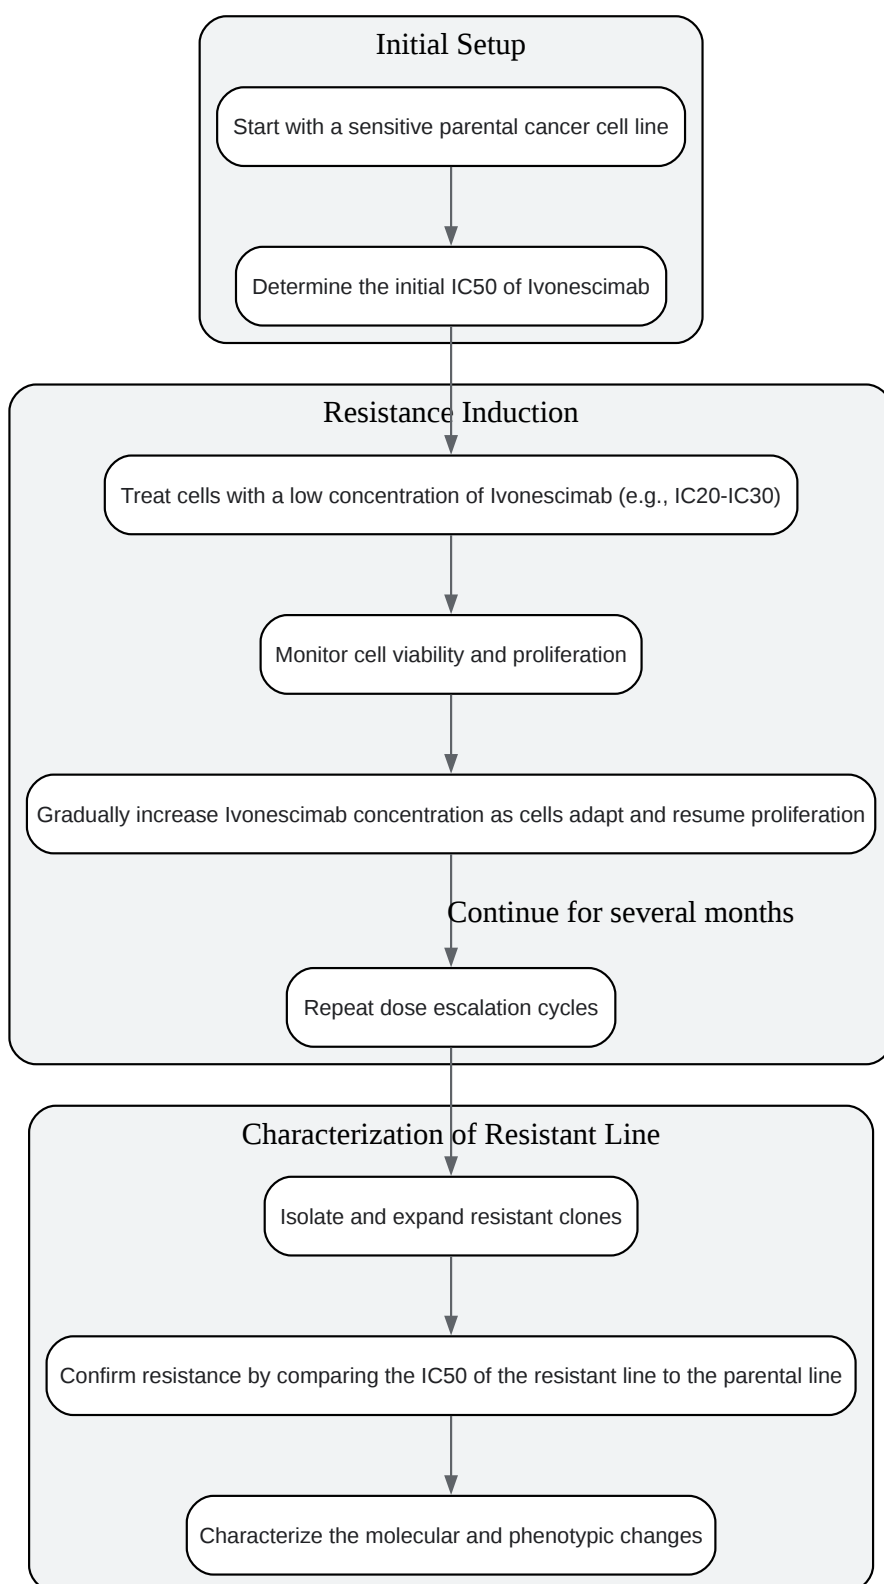 Initial Setup
Start with a sensitive parental cancer cell line
Determine the initial IC50 of Ivonescimab
Resistance Induction
Treat cells with a low concentration of Ivonescimab (e.g., IC20-IC30)
Monitor cell viability and proliferation
Gradually increase Ivonescimab concentration as cells adapt and resume proliferation
Continue for several months
Repeat dose escalation cycles
Characterization of Resistant Line
Isolate and expand resistant clones
Confirm resistance by comparing the IC50 of the resistant line to the parental line
Characterize the molecular and phenotypic changes